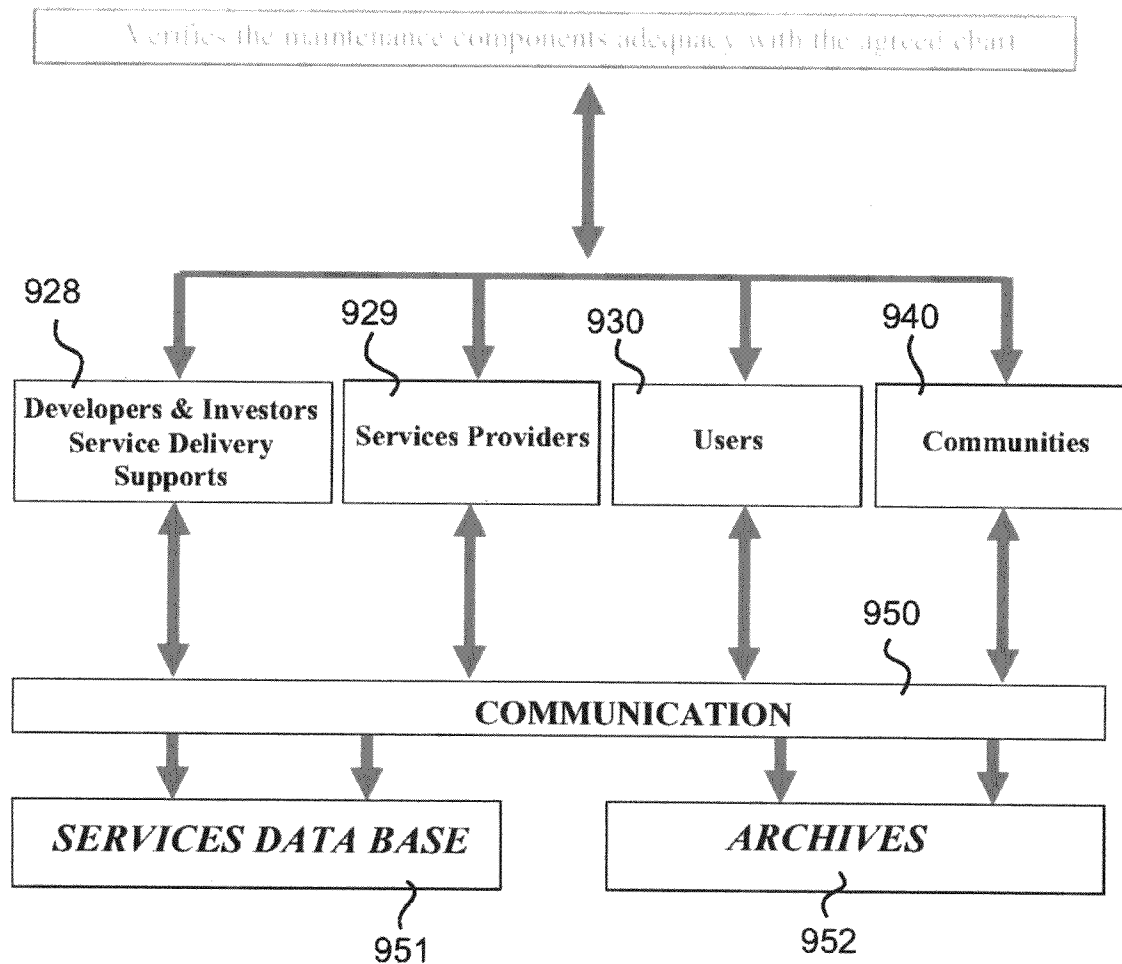 Verifies the maintenance components adequacy with the agreed chart
928
929
930
940
Developers & Investors
Service Delivery
Supports
Services Providers
Users
Communities
950
COMMUNICATION
SERVICES DATA BASE
ARCHIVES
951
952